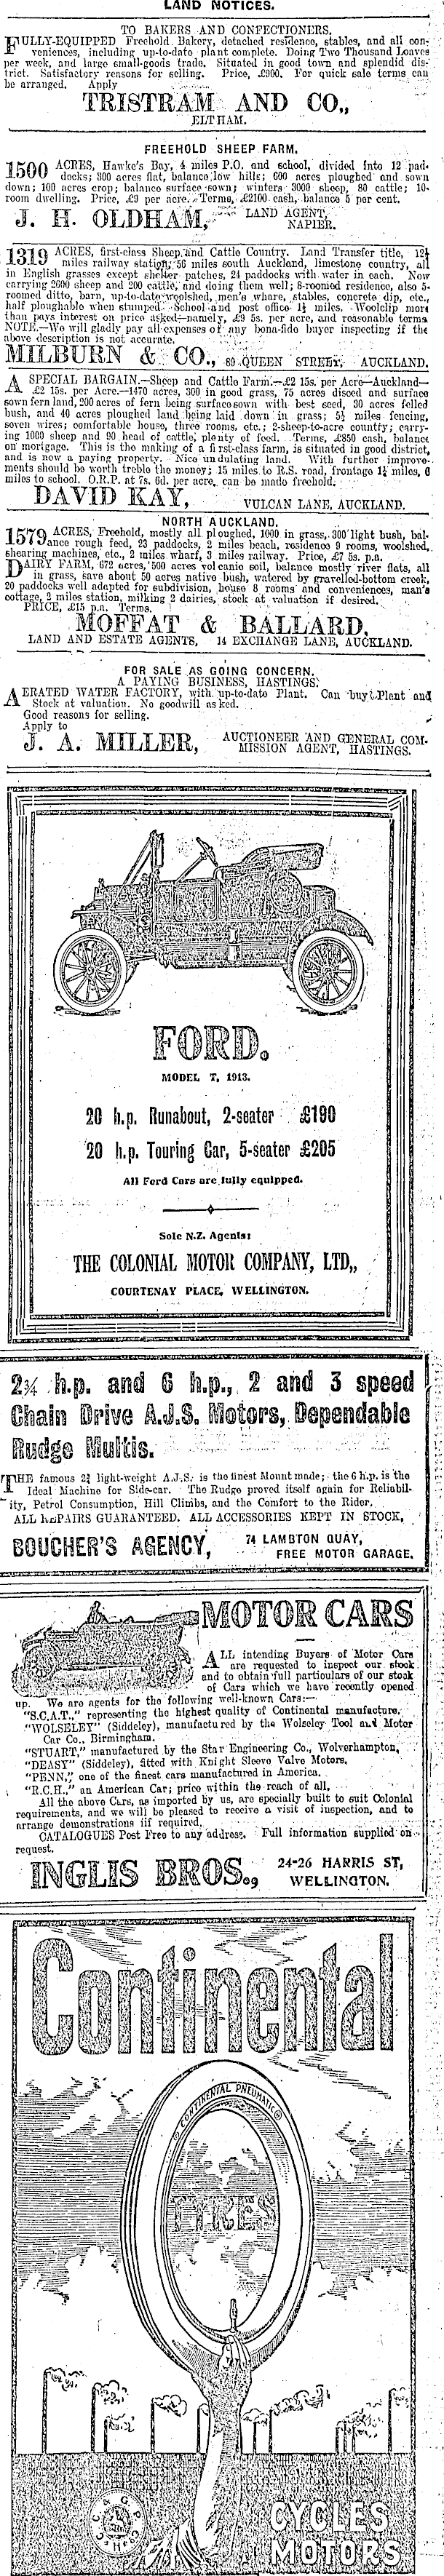 LAND NOTICES.
TO BAKERS AND CONFECTIONERS.
FULLY-EQUIPPED Freehold Bakery, detached residence, stables, and all con-
veniences, including up-to-date plant complete. Doing Two Thousand Loaves
per week, and large small-goods trade. Situated in good town and splendid dis-
trict. Satisfactory reasons for selling. Price, £900. For quick sale terms can
be arranged. Apply
TRISTRAM AND CO.,
ELTHAM.
FREEHOLD SHEEP FARM.
1500 ACRES, Hawke's Bay, 4 miles P.O. and school, divided into 12 pad-
docks; 300 acres flat, balance low hills; 600 acres ploughed and sown
down; 100 acres crop; balance surface sown; winters 3000 sheep, 80 cattle; 10-
room dwelling. Price, £9 per acre. Terms, £2100 cash, balance 5 per cent.
J. H. OLDHAM, LAND AGENT,
NAPIER.
1319 ACRES, first-class Sheep and Cattle Country. Land Transfer title, 12½
miles railway station, 56 miles south Auckland, limestone country, all
in English grasses except shelter patches, 24 paddocks with water in each. Now
carrying 2600 sheep and 200 cattle, and doing them well; 8-roomed residence, also 5-
roomed ditto, barn, up-to-date woolshed, men's whare, stables, concrete dip, etc.,
half ploughable when stumped. School and post office 1½ miles. Woolclip more
than pays interest on price asked—namely, £9 5s. per acre, and reasonable terms.
NOTE.—We will gladly pay all expenses of any bona-fido buyer inspecting if the
above description is not accurate.
MILBURN & CO., 89 QUEEN STREET, AUCKLAND.
A SPECIAL BARGAIN.—Sheep and Cattle Farm.—£2 15s. per Acre—Auckland—
£2 15s. per Acre.—1470 acres, 300 in good grass, 75 acres disced and surface
sown fern land, 200 acres of fern being surface sown with best seed, 30 acres felled
bush, and 40 acres ploughed land being laid down in grass; 5½ miles fencing,
seven wires; comfortable house, three rooms, etc.; 2-sheep-to-acre country; carry-
ing 1000 sheep and 90 head of cattle, plenty of feed. Terms, £850 cash, balance
on mortgage. This is the making of a first-class farm, is situated in good district,
and is now a paying property. Nice undulating land. With further improve-
ments should be worth treble the money; 15 miles to R.S. road, frontage 1¼ miles, 6
miles to school. O.R.P. at 7s. 6d. per acre, can be made freehold.
DAVID KAY, VULCAN LANE, AUCKLAND.
NORTH AUCKLAND.
1579 ACRES, Freehold, mostly all ploughed, 1000 in grass, 300 light bush, bal-
ance rough feed, 23 paddocks, 2 miles beach, residence 9 rooms, woolshed,
shearing machines, etc., 2 miles wharf, 3 miles railway. Price, £7 5s. p.a.
DAIRY FARM, 672 acres, 500 acres volcanic soil, balance mostly river flats, all
in grass, save about 50 acres native bush, watered by gravelled-bottom creek,
20 paddocks well adapted for subdivision, house 8 rooms and conveniences, man's
cottage, 2 miles station, milking 2 dairies, stock at valuation if desired.
PRICE, £15 p.a. Terms.
MOFFAT & BALLARD,
LAND AND ESTATE AGENTS, 14 EXCHANGE LANE, AUCKLAND.
FOR SALE AS GOING CONCERN.
A PAYING BUSINESS, HASTINGS.
AERATED WATER FACTORY, with up-to-date Plant. Can buy Plant and
Stock at valuation. No goodwill asked.
Good reasons for selling.
Apply to
J. A. MILLER, AUCTIONEER AND GENERAL COM-
MISSION AGENT, HASTINGS.
FORD.
MODEL T, 1913.
20 h.p. Runabout, 2-seater £190
20 h.p. Touring Car, 5-seater £205
All Ford Cars are fully equipped.
Sole N.Z. Agents:
THE COLONIAL MOTOR COMPANY, LTD.,
COURTENAY PLACE, WELLINGTON.
2¾ h.p. and 6 h.p., 2 and 3 speed
Chain Drive A.J.S. Motors, Dependable
Rudge Multis.
THE famous 2¾ light-weight A.J.S. is the finest Mount made; the 6 h.p. is the
Ideal Machine for Side-car. The Rudge proved itself again for Reliabil-
ity, Petrol Consumption, Hill Climbs, and the Comfort to the Rider.
ALL REPAIRS GUARANTEED. ALL ACCESSORIES KEPT IN STOCK,
BOUCHER'S AGENCY, 74 LAMBTON QUAY,
FREE MOTOR GARAGE.
MOTOR CARS
ALL intending Buyers of Motor Cars
are requested to inspect our stock
and to obtain full particulars of our stock
of Cars which we have recently opened
up. We are agents for the following well-known Cars:—
"S.C.A.T.," representing the highest quality of Continental manufacture.
"WOLSELEY" (Siddeley), manufactured by the Wolseley Tool and Motor
Car Co., Birmingham.
"STUART," manufactured by the Star Engineering Co., Wolverhampton.
"DEASY" (Siddeley), fitted with Knight Sleeve Valve Motors.
"PENN," one of the finest cars manufactured in America.
"R.C.H.," an American Car; price within the reach of all.
All the above Cars, as imported by us, are specially built to suit Colonial
requirements, and we will be pleased to receive a visit of inspection, and to
arrange demonstrations iif required.
CATALOGUES Post Free to any address. Full information supplied on
request.
INGLIS BROS., 24-26 HARRIS ST,
WELLINGTON.
Continental
CONTINENTAL PNEUMATIC
TYRES
CYCLES
MOTORS